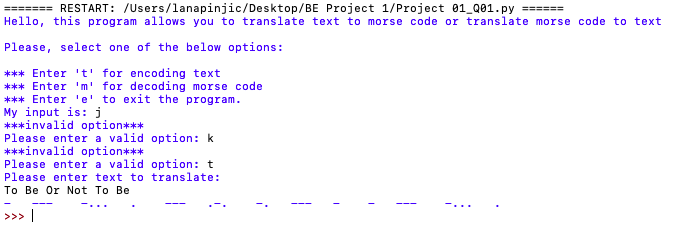 ======= RESTART: /Users/lanapinjic/Desktop/BE Project 1/Project 01_Q01.py ======
Hello, this program allows you to translate text to morse code or translate morse code to text
Please, select one of the below options:
*** Enter 't' for encoding text
*** Enter 'm' for decoding morse code
*** Enter 'e' to exit the program.
My input is: j
***invalid option***
Please enter a valid option: k
***invalid option***
Please enter a valid option: t
Please enter text to translate:
To Be Or Not To Be
-   ---    -...   .    ---   .-.    -.   ---   -    -   ---    -...   .
>>>